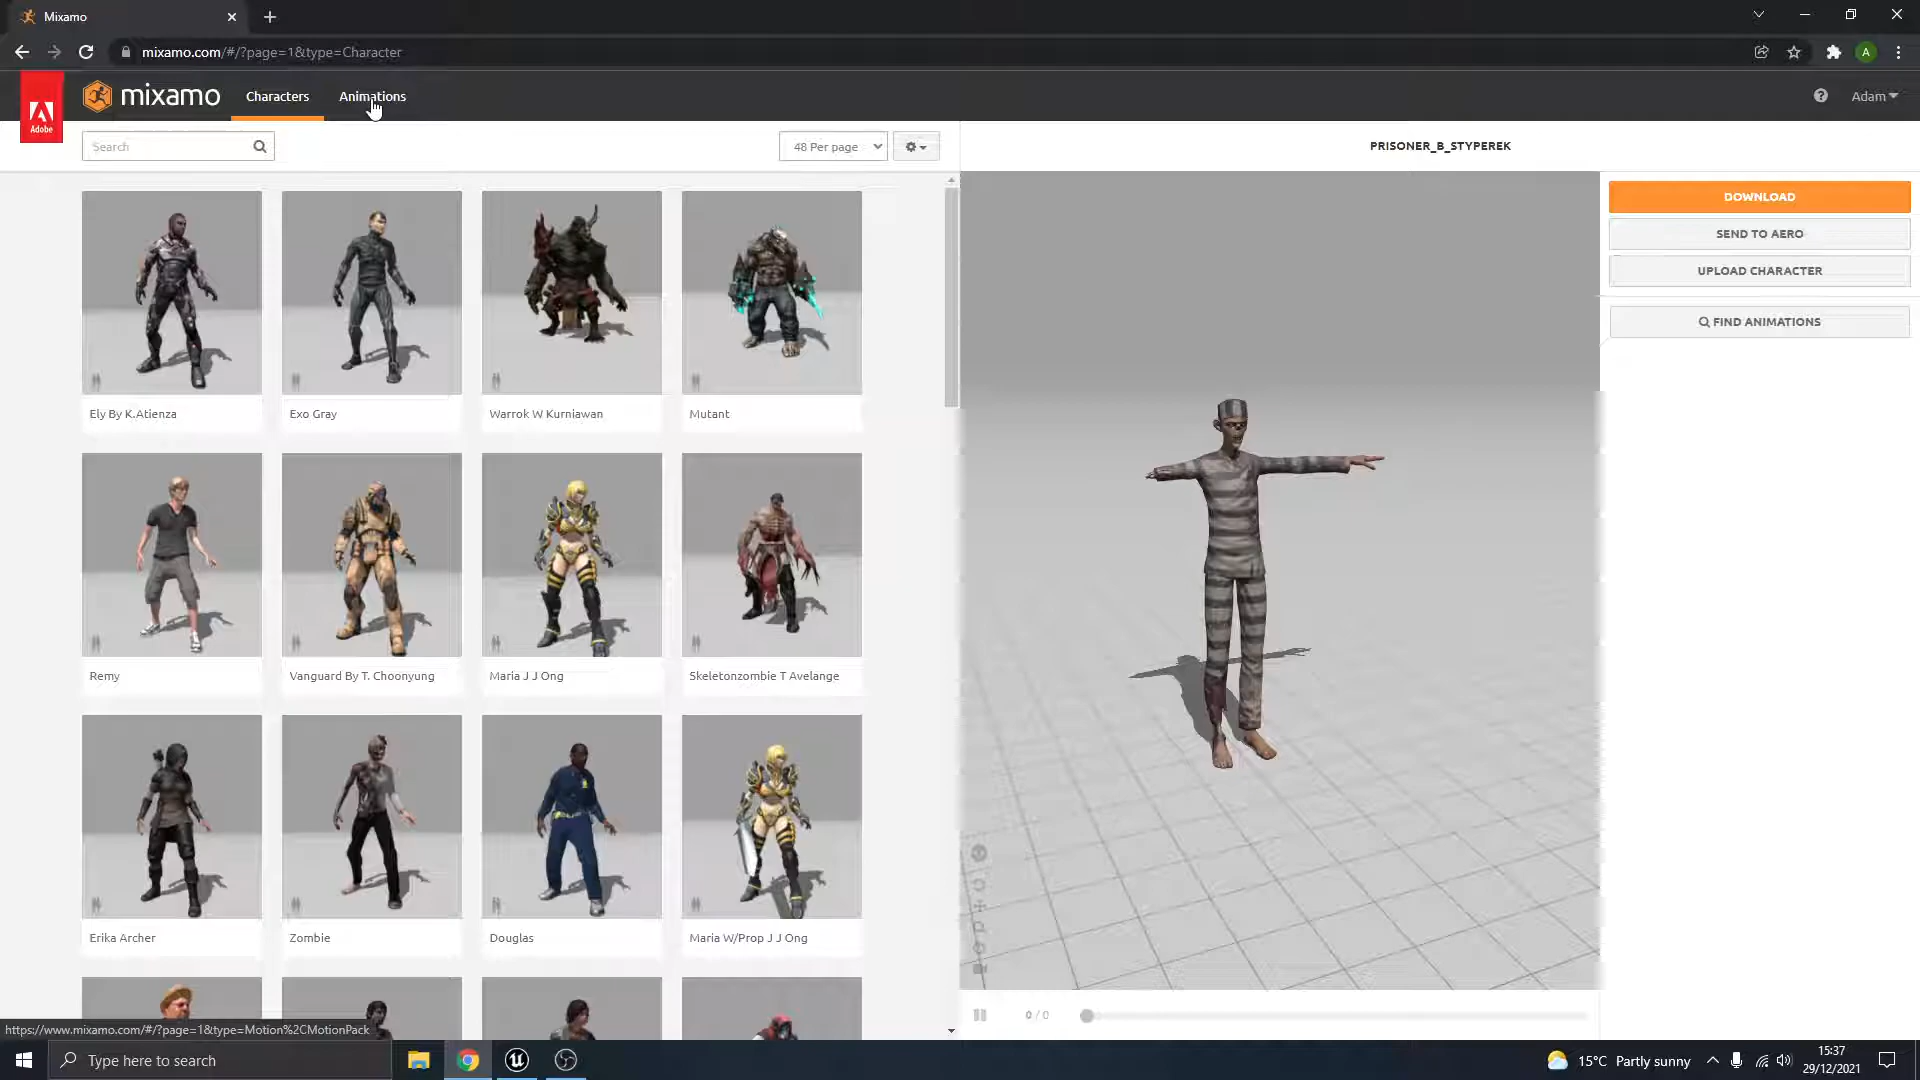 Mixamo
mixamo.com/#/?page=1&type=Character
A
Adobe
mixamo
Characters
Animations
Adam
Search
48 Per page
PRISONER_B_STYPEREK
DOWNLOAD
SEND TO AERO
UPLOAD CHARACTER
FIND ANIMATIONS
Ely By K.Atienza
Exo Gray
Warrok W Kurniawan
Mutant
Remy
Vanguard By T. Choonyung
Maria J J Ong
Skeletonzombie T Avelange
Erika Archer
Zombie
Douglas
Maria W/Prop J J Ong
0 / 0
https://www.mixamo.com/#/?page=1&type=Motion%2CMotionPack
Type here to search
15°C Partly sunny
15:37
29/12/2021